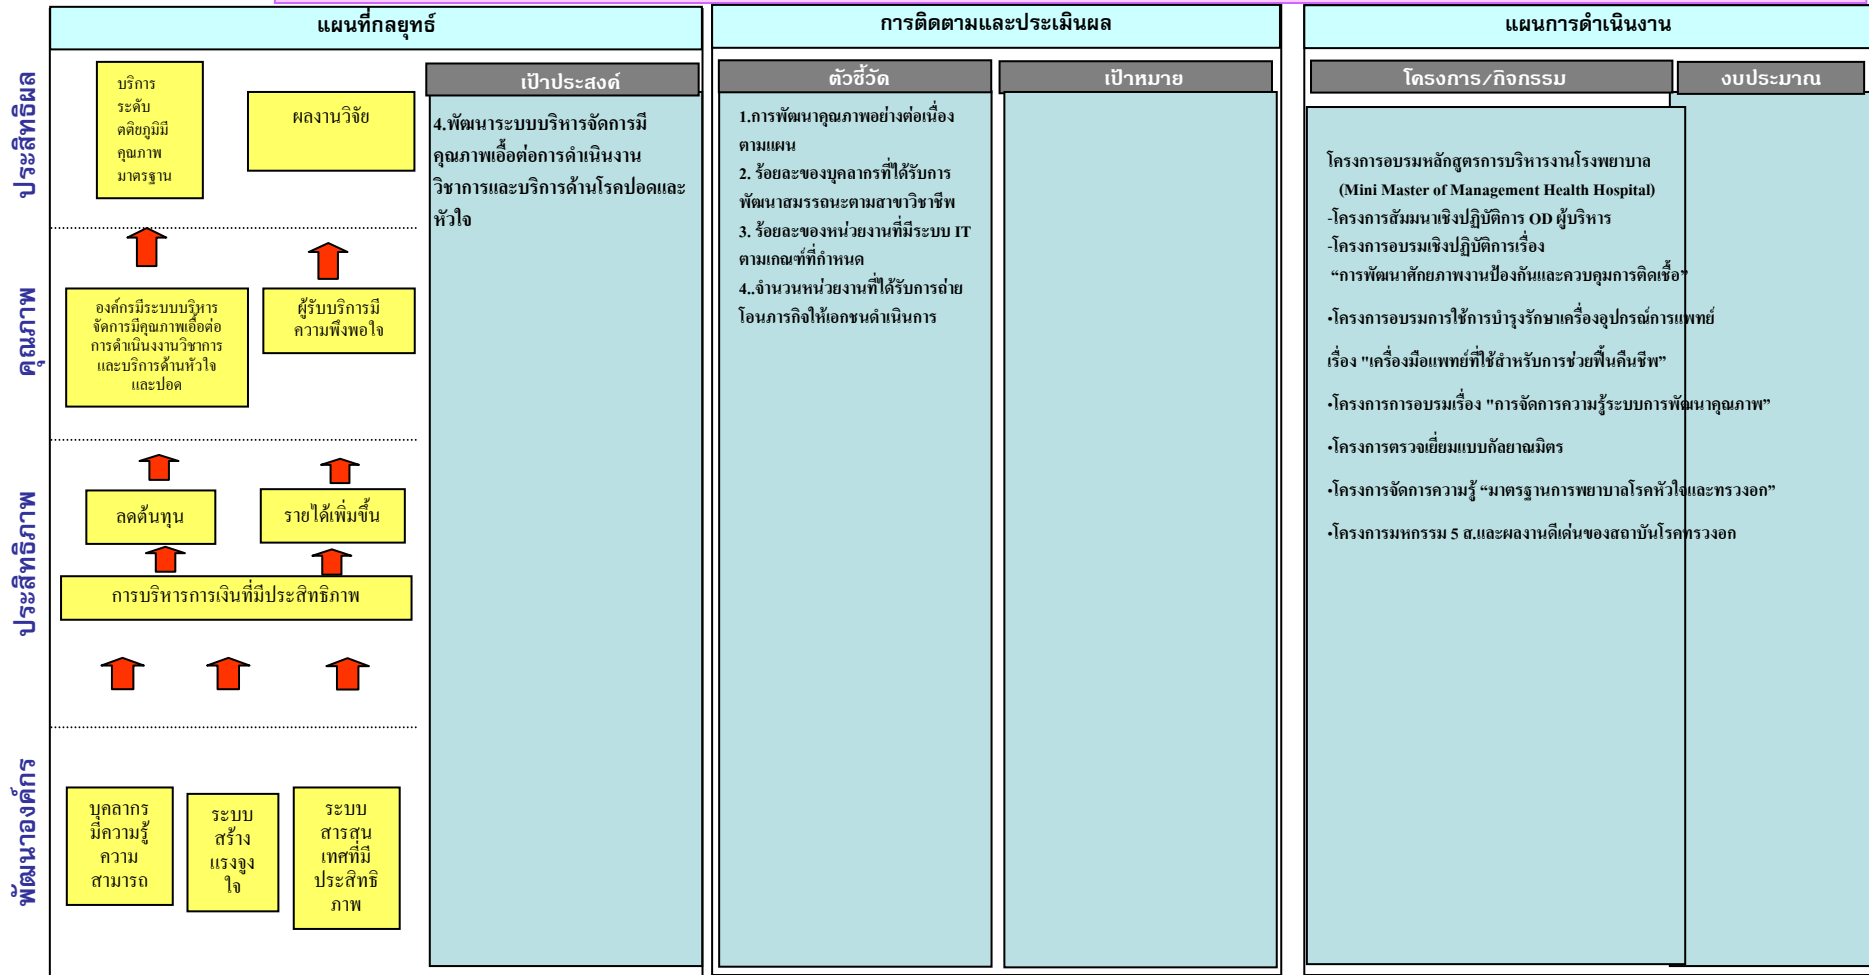 แผนที่กลยุทธ์
การติดตามและประเมินผล
แผนการดำเนินงาน
ประสิทธิผล
คุณภาพ
ประสิทธิภาพ
พัฒนาองค์กร
บริการ
ระดับ
ตติยภูมิมี
คุณภาพ
มาตรฐาน
ผลงานวิจัย
องค์กรมีระบบบริหาร
จัดการมีคุณภาพเอื้อต่อ
การดำเนินงงานวิชาการ
และบริการด้านหัวใจ
และปอด
ผู้รับบริการมี
ความพึงพอใจ
ลดต้นทุน
รายได้เพิ่มขึ้น
การบริหารการเงินที่มีประสิทธิภาพ
บุคลากร
มีความรู้
ความ
สามารถ
ระบบ
สร้าง
แรงจูง
ใจ
ระบบ
สารสน
เทศที่มี
ประสิทธิ
ภาพ
เป้าประสงค์
4.พัฒนาระบบบริหารจัดการมี
คุณภาพเอื้อต่อการดำเนินงาน
วิชาการและบริการด้านโรคปอดและ
หัวใจ
ตัวชี้วัด
1.การพัฒนาคุณภาพอย่างต่อเนื่อง
ตามแผน
2. ร้อยละของบุคลากรที่ได้รับการ
พัฒนาสมรรถนะตามสาขาวิชาชีพ
3. ร้อยละของหน่วยงานที่มีระบบ IT
ตามเกณฑ์ที่กำหนด
4..จำนวนหน่วยงานที่ได้รับการถ่าย
โอนภารกิจให้เอกชนดำเนินการ
เป้าหมาย
โครงการ/กิจกรรม
โครงการอบรมหลักสูตรการบริหารงานโรงพยาบาล
(Mini Master of Management Health Hospital)
-โครงการสัมมนาเชิงปฏิบัติการ OD ผู้บริหาร
-โครงการอบรมเชิงปฏิบัติการเรื่อง
“การพัฒนาศักยภาพงานป้องกันและควบคุมการติดเชื้อ”
•โครงการอบรมการใช้การบำรุงรักษาเครื่องอุปกรณ์การแพทย์
เรื่อง "เครื่องมือแพทย์ที่ใช้สำหรับการช่วยฟื้นคืนชีพ”
•โครงการการอบรมเรื่อง "การจัดการความรู้ระบบการพัฒนาคุณภาพ”
•โครงการตรวจเยี่ยมแบบกัลยาณมิตร
•โครงการจัดการความรู้ “มาตรฐานการพยาบาลโรคหัวใจและทรวงอก”
•โครงการมหกรรม 5 ส.และผลงานดีเด่นของสถาบันโรคทรวงอก
งบประมาณ